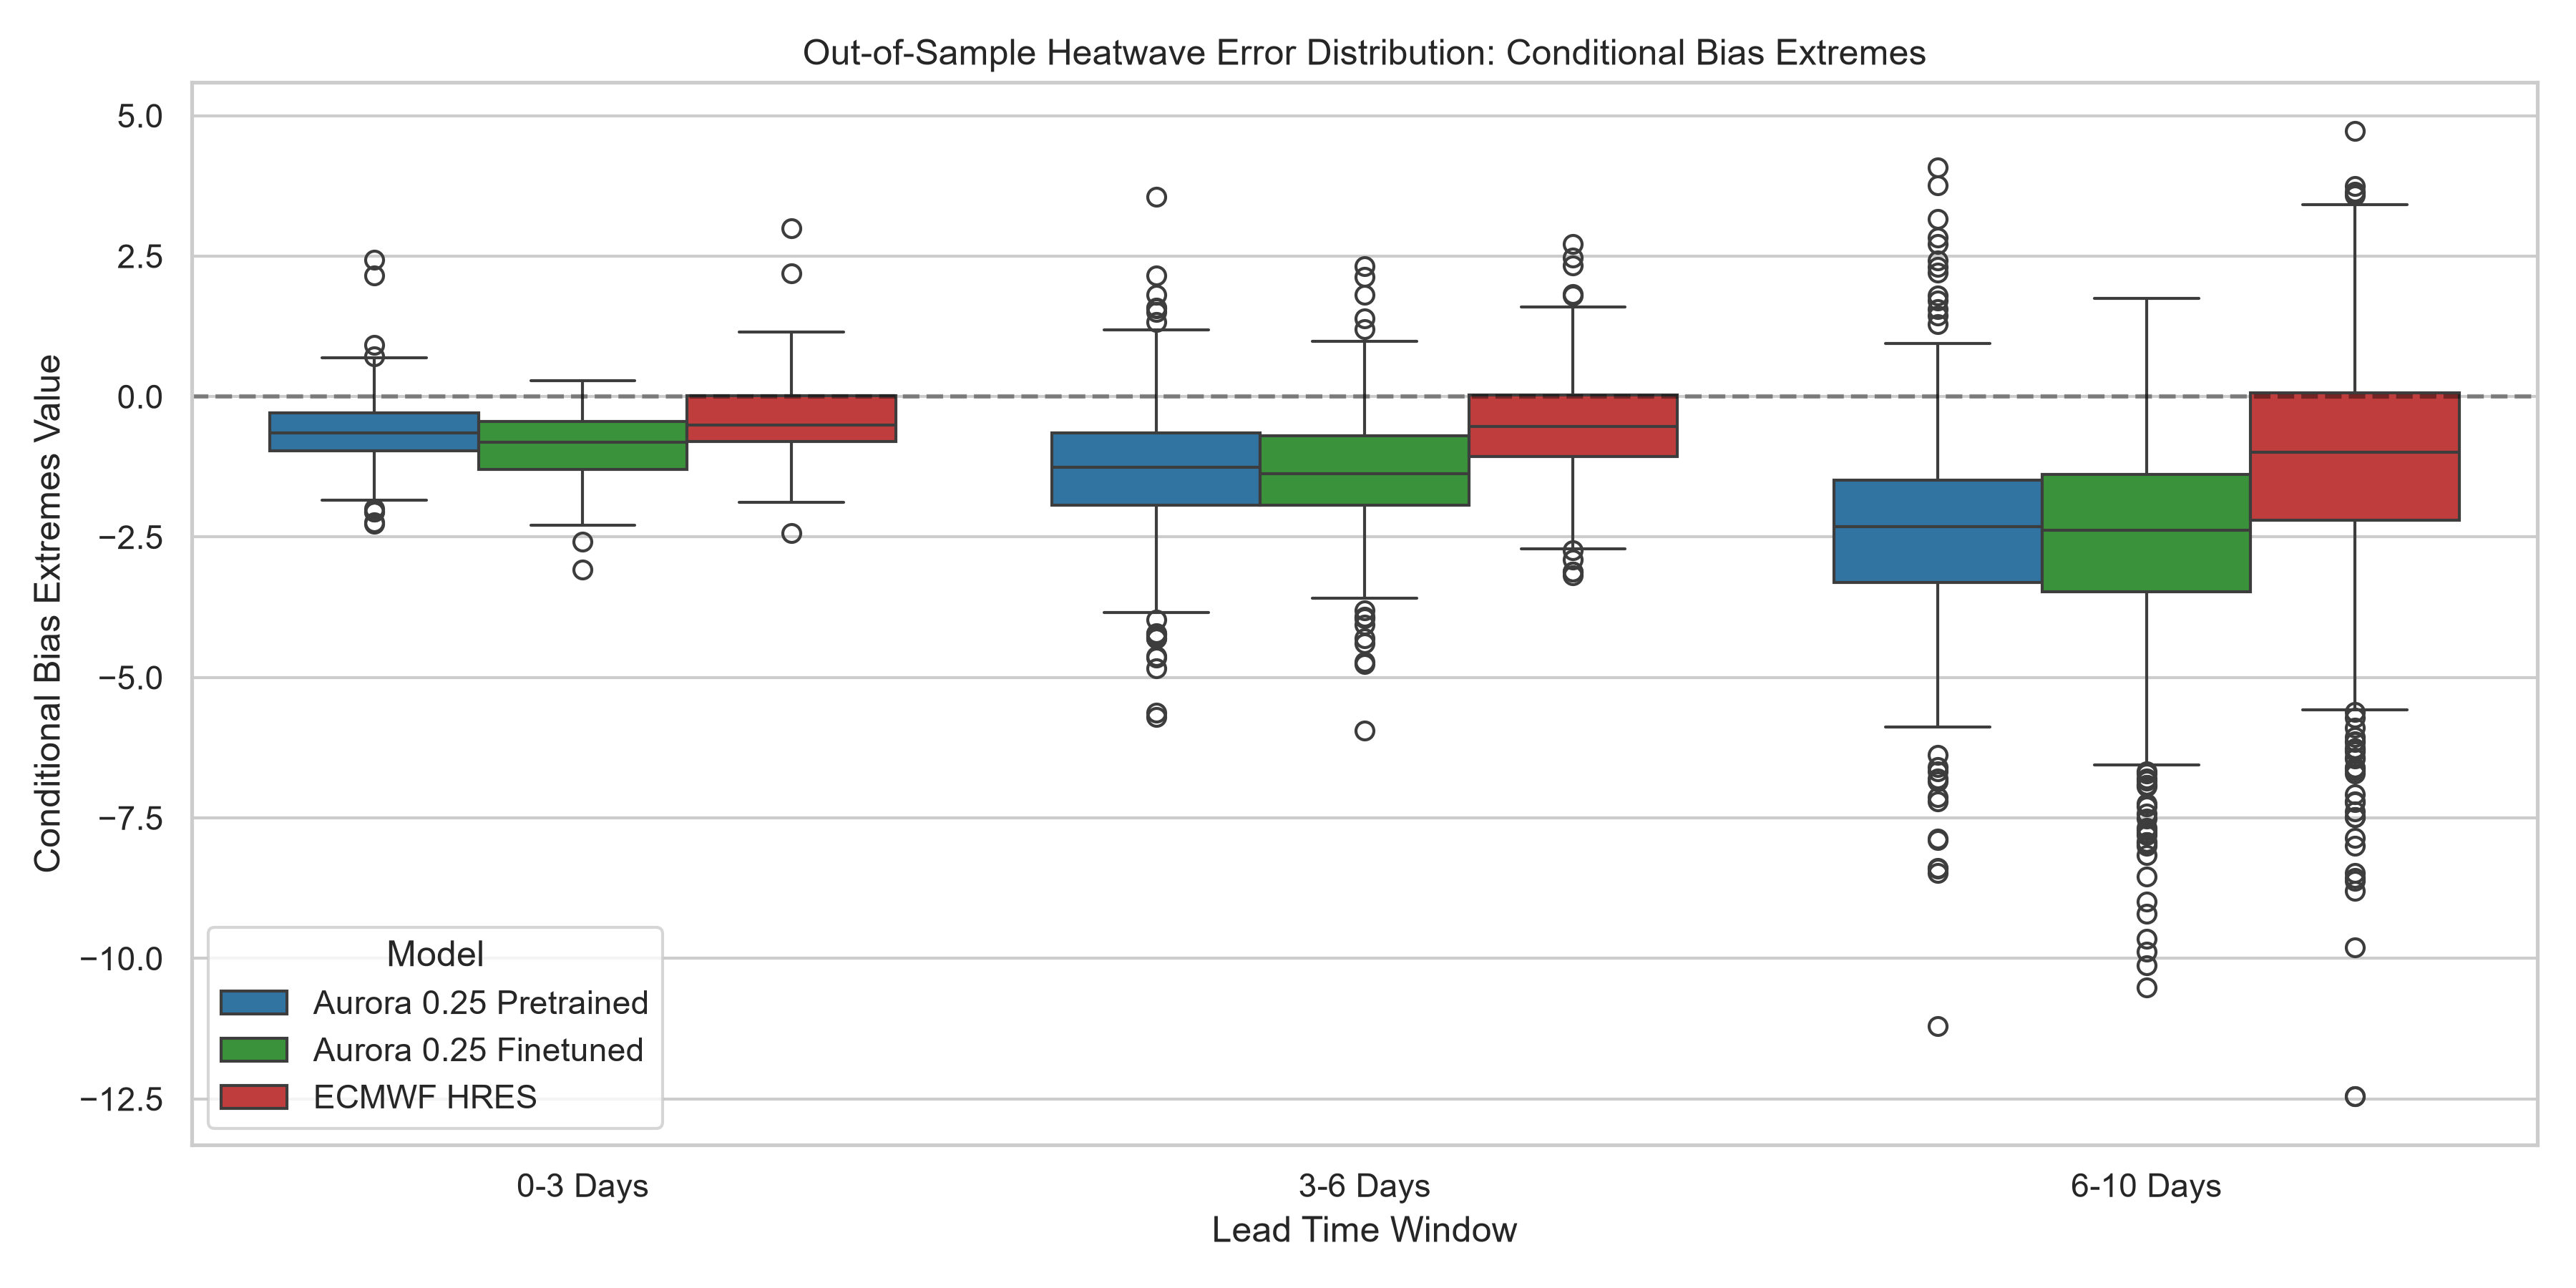 Out-of-Sample Heatwave Error Distribution: Conditional Bias Extremes
Conditional Bias Extremes Value
5.0
2.5
0.0
−2.5
−5.0
−7.5
−10.0
−12.5
Model
Aurora 0.25 Pretrained
Aurora 0.25 Finetuned
ECMWF HRES
0-3 Days
3-6 Days
6-10 Days
Lead Time Window